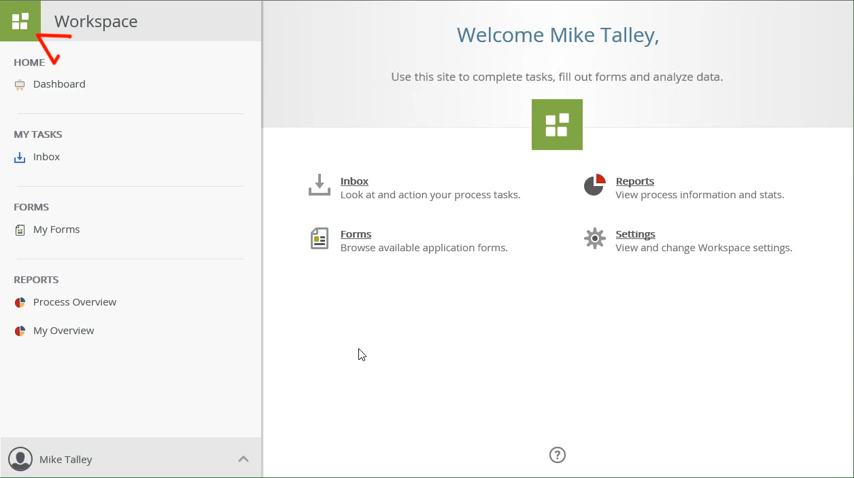 Workspace
HOME
Dashboard
MY TASKS
Inbox
FORMS
My Forms
REPORTS
Process Overview
My Overview
Mike Talley
Welcome Mike Talley,
Use this site to complete tasks, fill out forms and analyze data.
Inbox
Look at and action your process tasks.
Reports
View process information and stats.
Forms
Browse available application forms.
Settings
View and change Workspace settings.
?